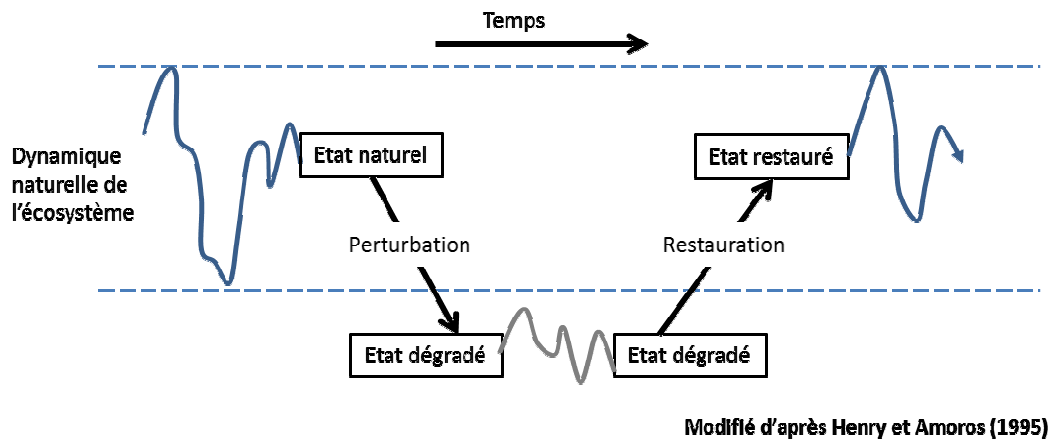 Temps
Dynamique
naturelle de
l'écosystème
Etat naturel
Etat restauré
Perturbation
Restauration
Etat dégradé
Etat dégradé
Modifié d'après Henry et Amoros (1995)